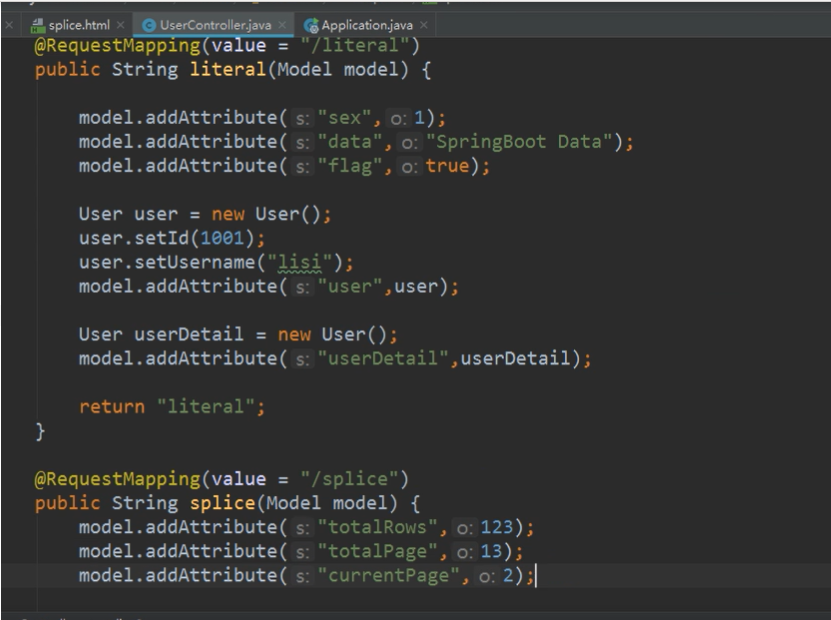 splice.html × UserController.java × Application.java ×
@RequestMapping(value = "/literal")
public String literal(Model model) {
model.addAttribute( s: "sex", o: 1);
model.addAttribute( s: "data", o: "SpringBoot Data");
model.addAttribute( s: "flag", o: true);
User user = new User();
user.setId(1001);
user.setUsername("lisi");
model.addAttribute( s: "user",user);
User userDetail = new User();
model.addAttribute( s: "userDetail",userDetail);
return "literal";
}
@RequestMapping(value = "/splice")
public String splice(Model model) {
model.addAttribute( s: "totalRows", o: 123);
model.addAttribute( s: "totalPage", o: 13);
model.addAttribute( s: "currentPage", o: 2);